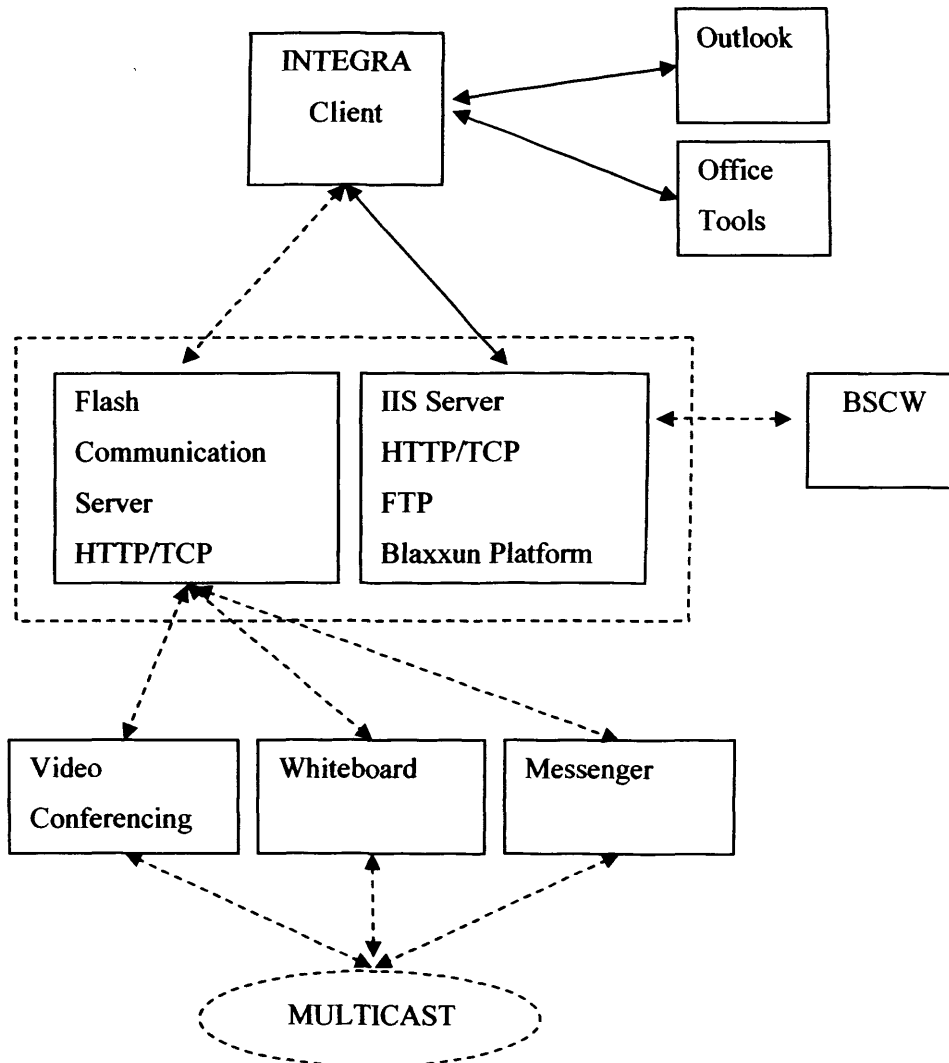 INTEGRA
Client
Outlook
Office
Tools
Flash
Communication
Server
HTTP/TCP
IIS Server
HTTP/TCP
FTP
Blaxxun Platform
BSCW
Video
Conferencing
Whiteboard
Messenger
MULTICAST